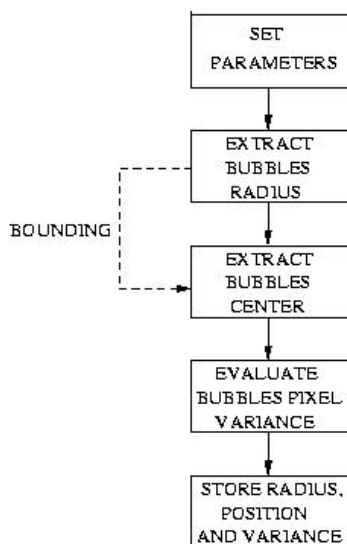 SET
PARAMETERS
EXTRACT
BUBBLES
RADIUS
BOUNDING
EXTRACT
BUBBLES
CENTER
EVALUATE
BUBBLES PIXEL
VARIANCE
STORE RADIUS,
POSITION
AND VARIANCE